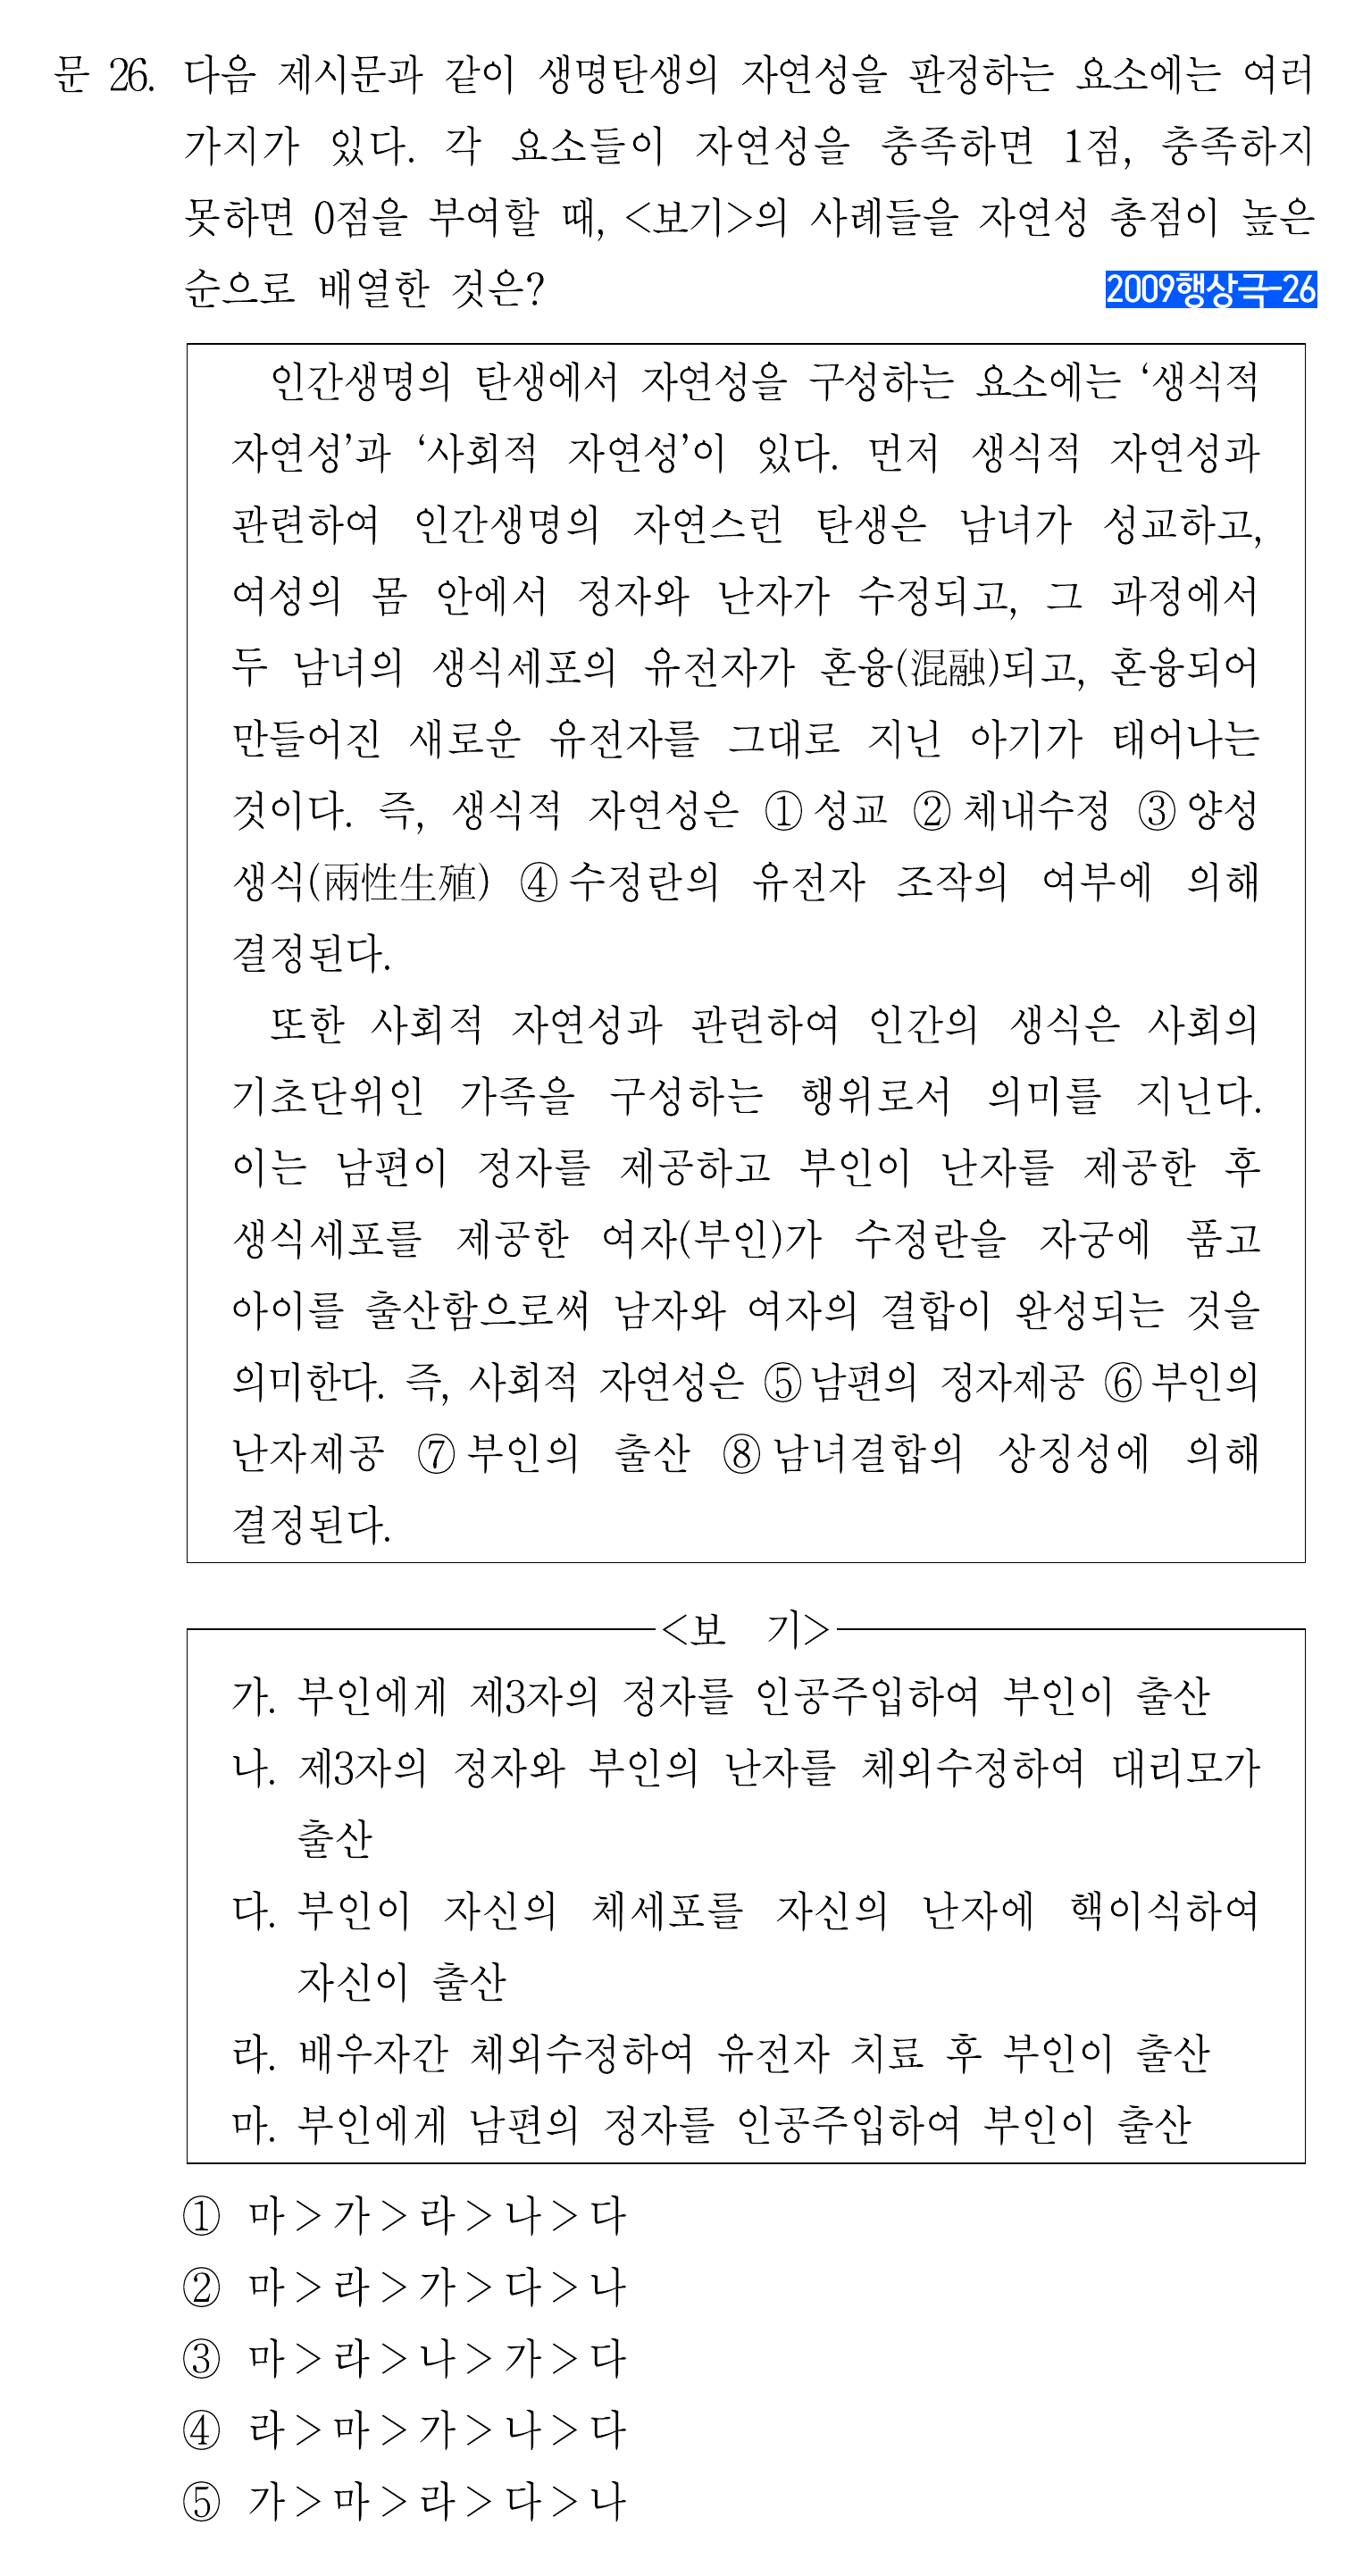 문 26. 다음 제시문과 같이 생명탄생의 자연성을 판정하는 요소에는 여러
가지가 있다. 각 요소들이 자연성을 충족하면 1점, 충족하지
못하면 0점을 부여할 때, <보기>의 사례들을 자연성 총점이 높은
순으로 배열한 것은? 2009행상극-26
인간생명의 탄생에서 자연성을 구성하는 요소에는 ‘생식적
자연성’과 ‘사회적 자연성’이 있다. 먼저 생식적 자연성과
관련하여 인간생명의 자연스런 탄생은 남녀가 성교하고,
여성의 몸 안에서 정자와 난자가 수정되고, 그 과정에서
두 남녀의 생식세포의 유전자가 혼융(混融)되고, 혼융되어
만들어진 새로운 유전자를 그대로 지닌 아기가 태어나는
것이다. 즉, 생식적 자연성은 ①성교 ②체내수정 ③양성
생식(兩性生殖) ④수정란의 유전자 조작의 여부에 의해
결정된다.
또한 사회적 자연성과 관련하여 인간의 생식은 사회의
기초단위인 가족을 구성하는 행위로서 의미를 지닌다.
이는 남편이 정자를 제공하고 부인이 난자를 제공한 후
생식세포를 제공한 여자(부인)가 수정란을 자궁에 품고
아이를 출산함으로써 남자와 여자의 결합이 완성되는 것을
의미한다. 즉, 사회적 자연성은 ⑤남편의 정자제공 ⑥부인의
난자제공 ⑦부인의 출산 ⑧남녀결합의 상징성에 의해
결정된다.
<보 기>
가. 부인에게 제3자의 정자를 인공주입하여 부인이 출산
나. 제3자의 정자와 부인의 난자를 체외수정하여 대리모가
출산
다. 부인이 자신의 체세포를 자신의 난자에 핵이식하여
자신이 출산
라. 배우자간 체외수정하여 유전자 치료 후 부인이 출산
마. 부인에게 남편의 정자를 인공주입하여 부인이 출산
① 마>가>라>나>다
② 마>라>가>다>나
③ 마>라>나>가>다
④ 라>마>가>나>다
⑤ 가>마>라>다>나